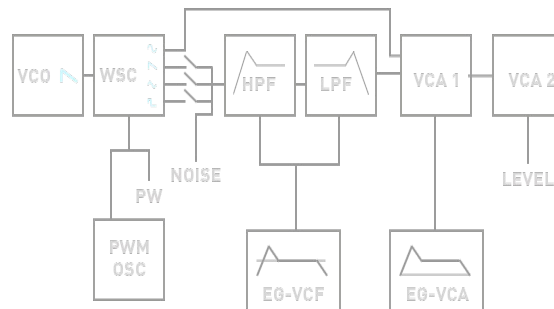 VCO
WSC
HPF
LPF
VCA 1
VCA 2
NOISE
PW
LEVEL
PWM
OSC
EG-VCF
EG-VCA